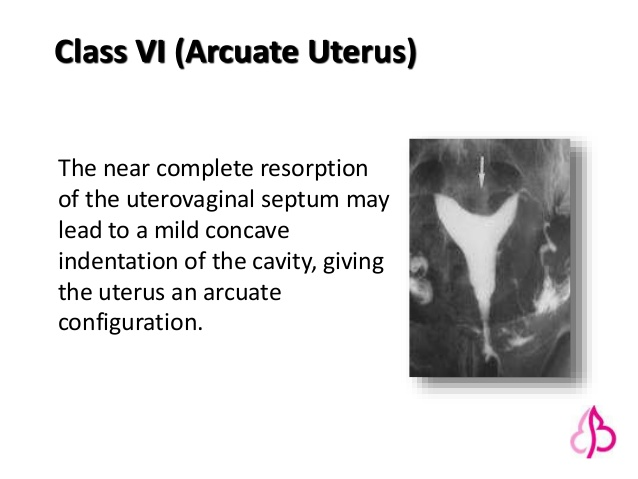 Class VI (Arcuate Uterus)
The near complete resorption
of the uterovaginal septum may
lead to a mild concave
indentation of the cavity, giving
the uterus an arcuate
configuration.